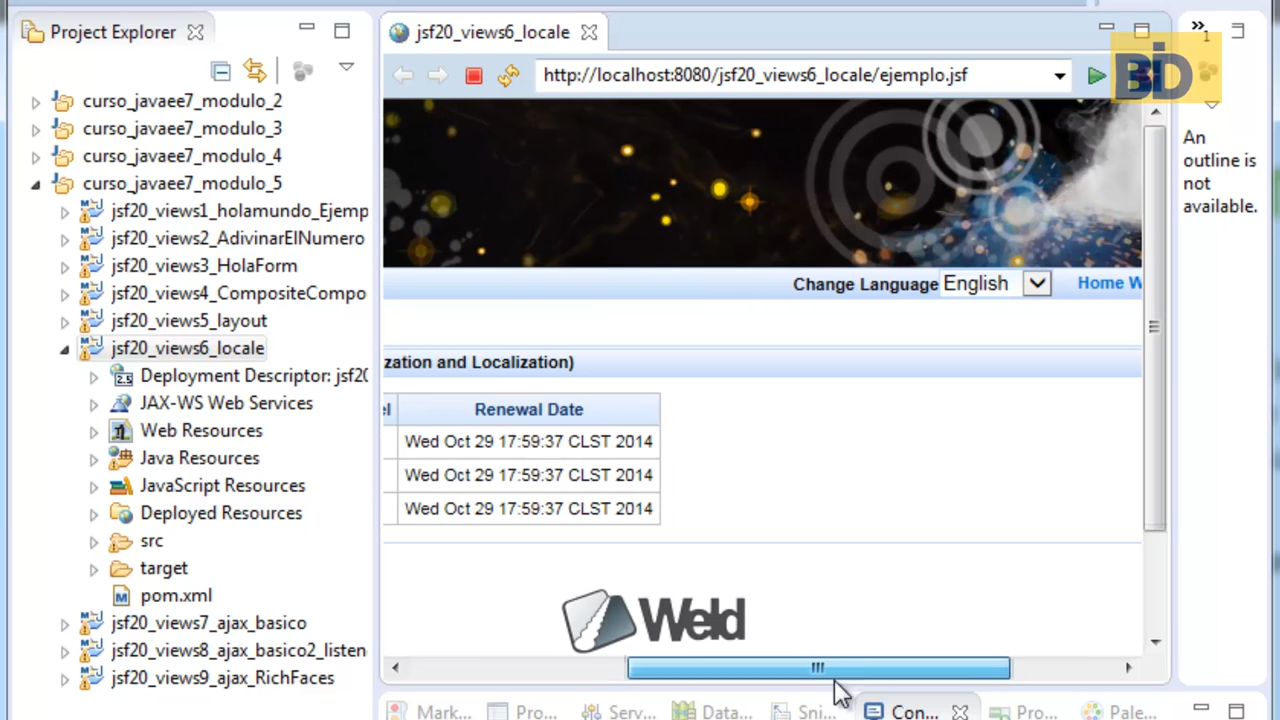 Project Explorer
jsf20_views6_locale
1
BiD
http://localhost:8080/jsf20_views6_locale/ejemplo.jsf
curso_javaee7_modulo_2
curso_javaee7_modulo_3
curso_javaee7_modulo_4
curso_javaee7_modulo_5
jsf20_views1_holamundo_Ejemp
jsf20_views2_AdivinarElNumero
jsf20_views3_HolaForm
jsf20_views4_CompositeCompo
jsf20_views5_layout
jsf20_views6_locale
Deployment Descriptor: jsf20
JAX-WS Web Services
Web Resources
Java Resources
JavaScript Resources
Deployed Resources
src
target
pom.xml
jsf20_views7_ajax_basico
jsf20_views8_ajax_basico2_listen
jsf20_views9_ajax_RichFaces
Change Language English Home W
zation and Localization)
el Renewal Date
Wed Oct 29 17:59:37 CLST 2014
Wed Oct 29 17:59:37 CLST 2014
Wed Oct 29 17:59:37 CLST 2014
Weld
An
outline is
not
available.
Mark... Pro... Serv... Data... Sni... Con... Pro... Pale...